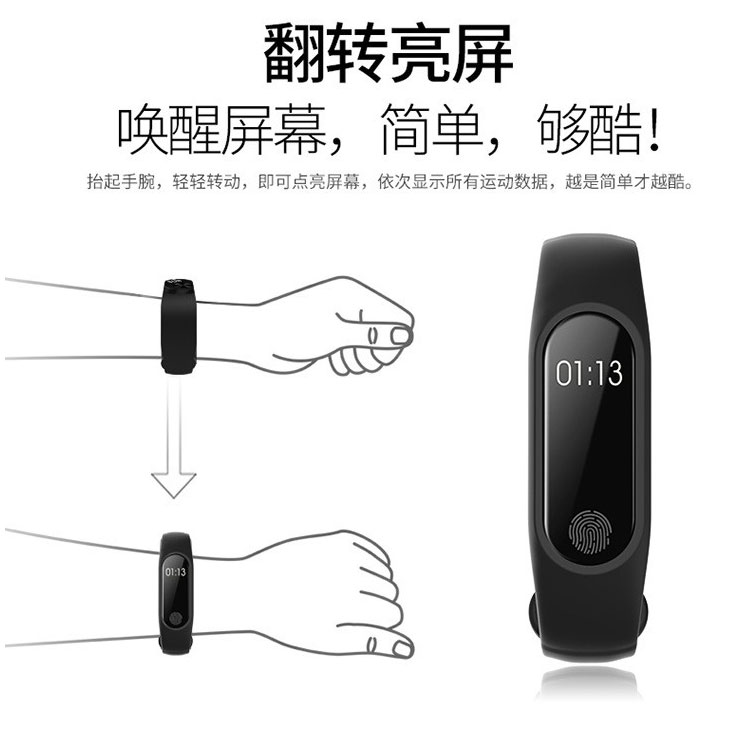 翻转亮屏
唤醒屏幕，简单，够酷！
抬起手腕，轻轻转动，即可点亮屏幕，依次显示所有运动数据，越是简单才越酷。
01:13
01:13